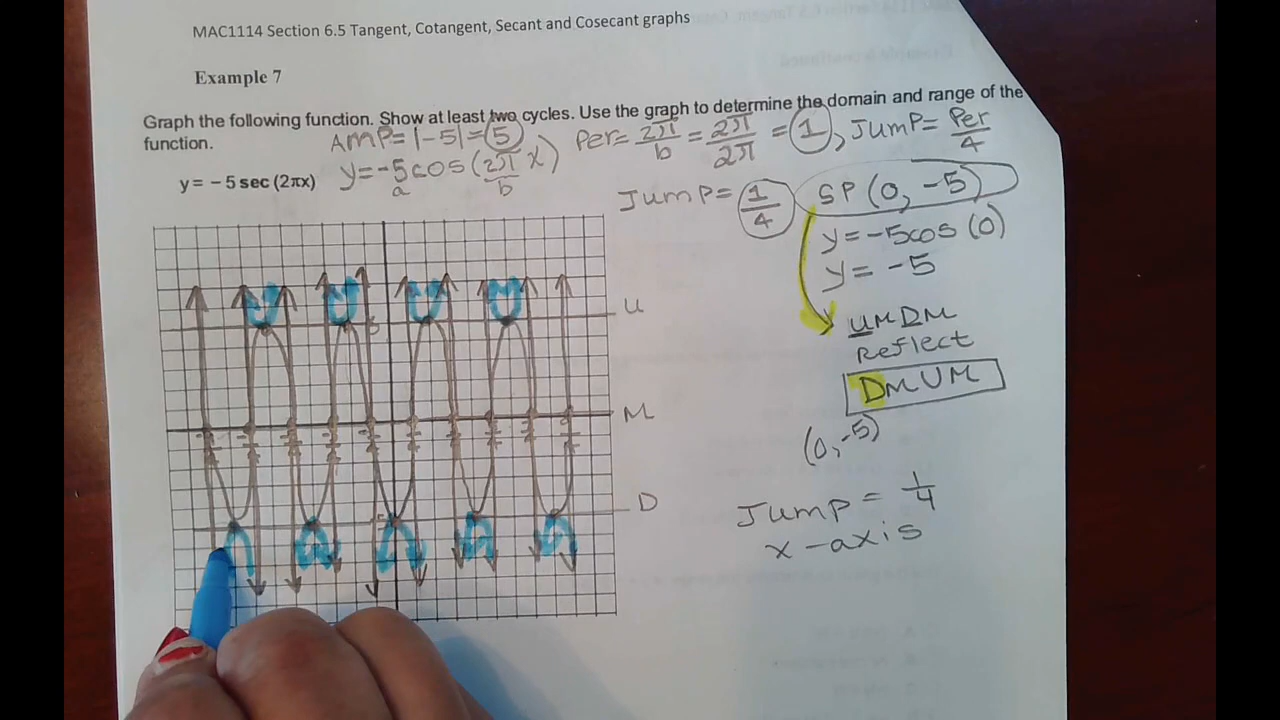 MAC1114 Section 6.5 Tangent, Cotangent, Secant and Cosecant graphs
Example 7
Graph the following function. Show at least two cycles. Use the graph to determine the domain and range of the
function.
AMP= |-5| = 5
Per= 2π/b = 2π/2π = 1, Jump= Per/4
y = - 5 sec (2πx)
y=-5cos(2π x)
a b
Jump= 1/4
SP (0, -5)
y=-5cos(0)
y= -5
U
UMDM
Reflect
DMUM
M
(0,-5)
D
Jump = 1/4
x-axis